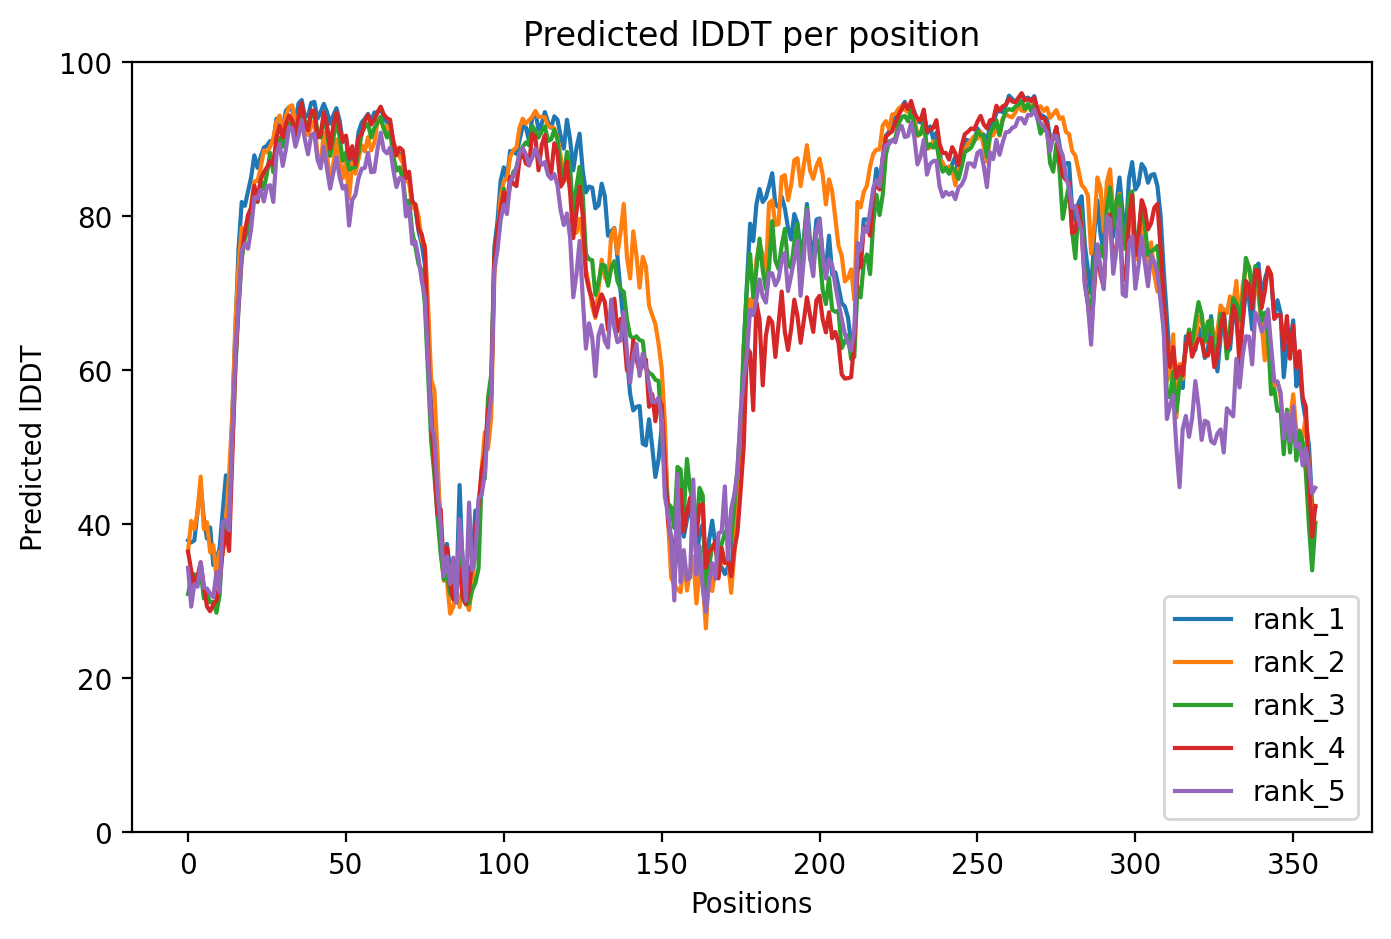 Predicted lDDT per position
Predicted lDDT
100
80
60
40
20
0
0 50 100 150 200 250 300 350
Positions
rank_1
rank_2
rank_3
rank_4
rank_5